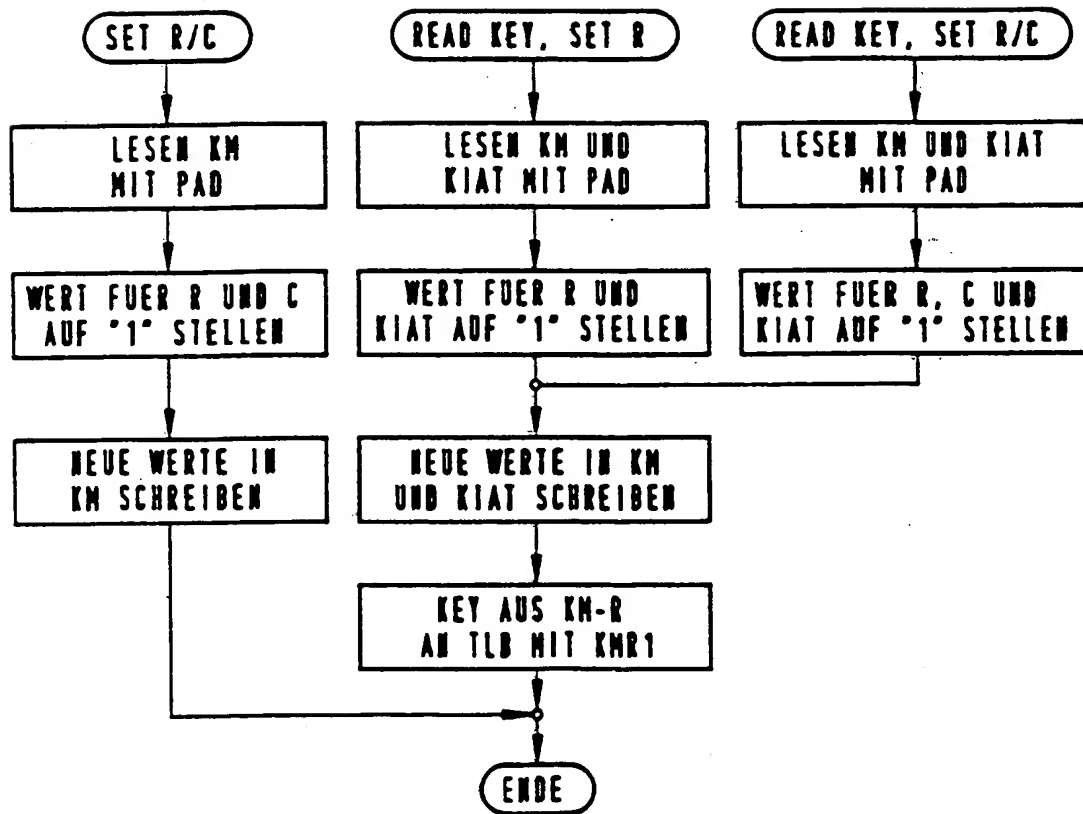 SET R/C
READ KEY, SET R
READ KEY, SET R/C
LESEN KM
MIT PAD
LESEN KM UND
KIAT MIT PAD
LESEN KM UND KIAT
MIT PAD
WERT FUER R UND C
AUF "1" STELLEN
WERT FUER R UND
KIAT AUF "1" STELLEN
WERT FUER R, C UND
KIAT AUF "1" STELLEN
NEUE WERTE IN
KM SCHREIBEN
NEUE WERTE IN KM
UND KIAT SCHREIBEN
KEY AUS KM-R
AN TLB MIT KMR1
ENDE